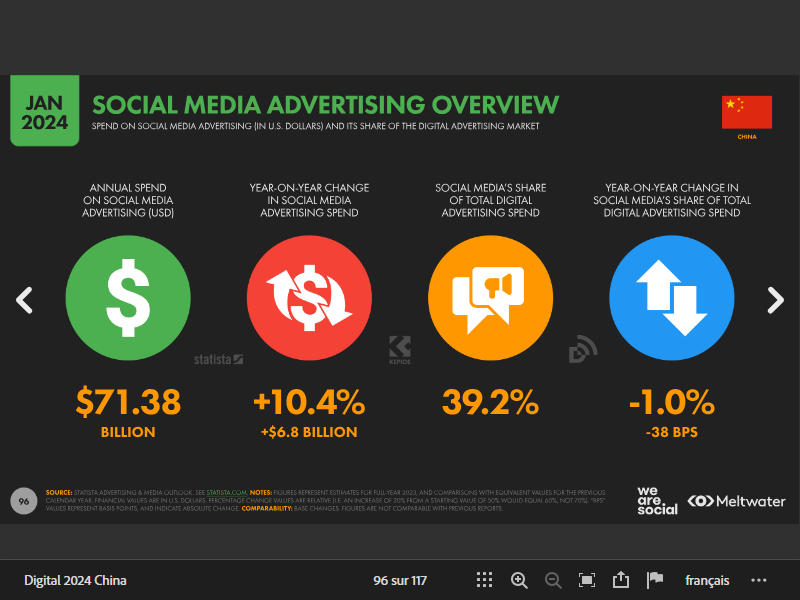 JAN
2024
SOCIAL MEDIA ADVERTISING OVERVIEW
SPEND ON SOCIAL MEDIA ADVERTISING (IN U.S. DOLLARS) AND ITS SHARE OF THE DIGITAL ADVERTISING MARKET
CHINA
ANNUAL SPEND
ON SOCIAL MEDIA
ADVERTISING (USD)
YEAR-ON-YEAR CHANGE
IN SOCIAL MEDIA
ADVERTISING SPEND
SOCIAL MEDIA'S SHARE
OF TOTAL DIGITAL
ADVERTISING SPEND
YEAR-ON-YEAR CHANGE IN
SOCIAL MEDIA'S SHARE OF TOTAL
DIGITAL ADVERTISING SPEND
$
$
statista
KEPIOS
$71.38
BILLION
+10.4%
+$6.8 BILLION
39.2%
-1.0%
-38 BPS
96
SOURCE: STATISTA ADVERTISING & MEDIA OUTLOOK. SEE STATISTA.COM. NOTES: FIGURES REPRESENT ESTIMATES FOR FULL-YEAR 2023, AND COMPARISONS WITH EQUIVALENT VALUES FOR THE PREVIOUS
CALENDAR YEAR. FINANCIAL VALUES ARE IN U.S. DOLLARS. PERCENTAGE CHANGE VALUES ARE RELATIVE (I.E. AN INCREASE OF 20% FROM A STARTING VALUE OF 50% WOULD EQUAL 60%, NOT 70%). "BPS"
VALUES REPRESENT BASIS POINTS, AND INDICATE ABSOLUTE CHANGE. COMPARABILITY: BASE CHANGES. FIGURES ARE NOT COMPARABLE WITH PREVIOUS REPORTS.
we
are.
social
Meltwater
Digital 2024 China
96 sur 117
français